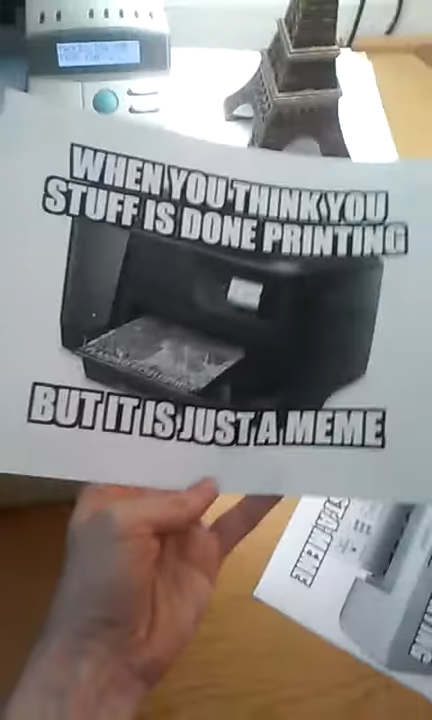 WHEN YOU THINK YOU
STUFF IS DONE PRINTING
BUT IT IS JUST A MEME